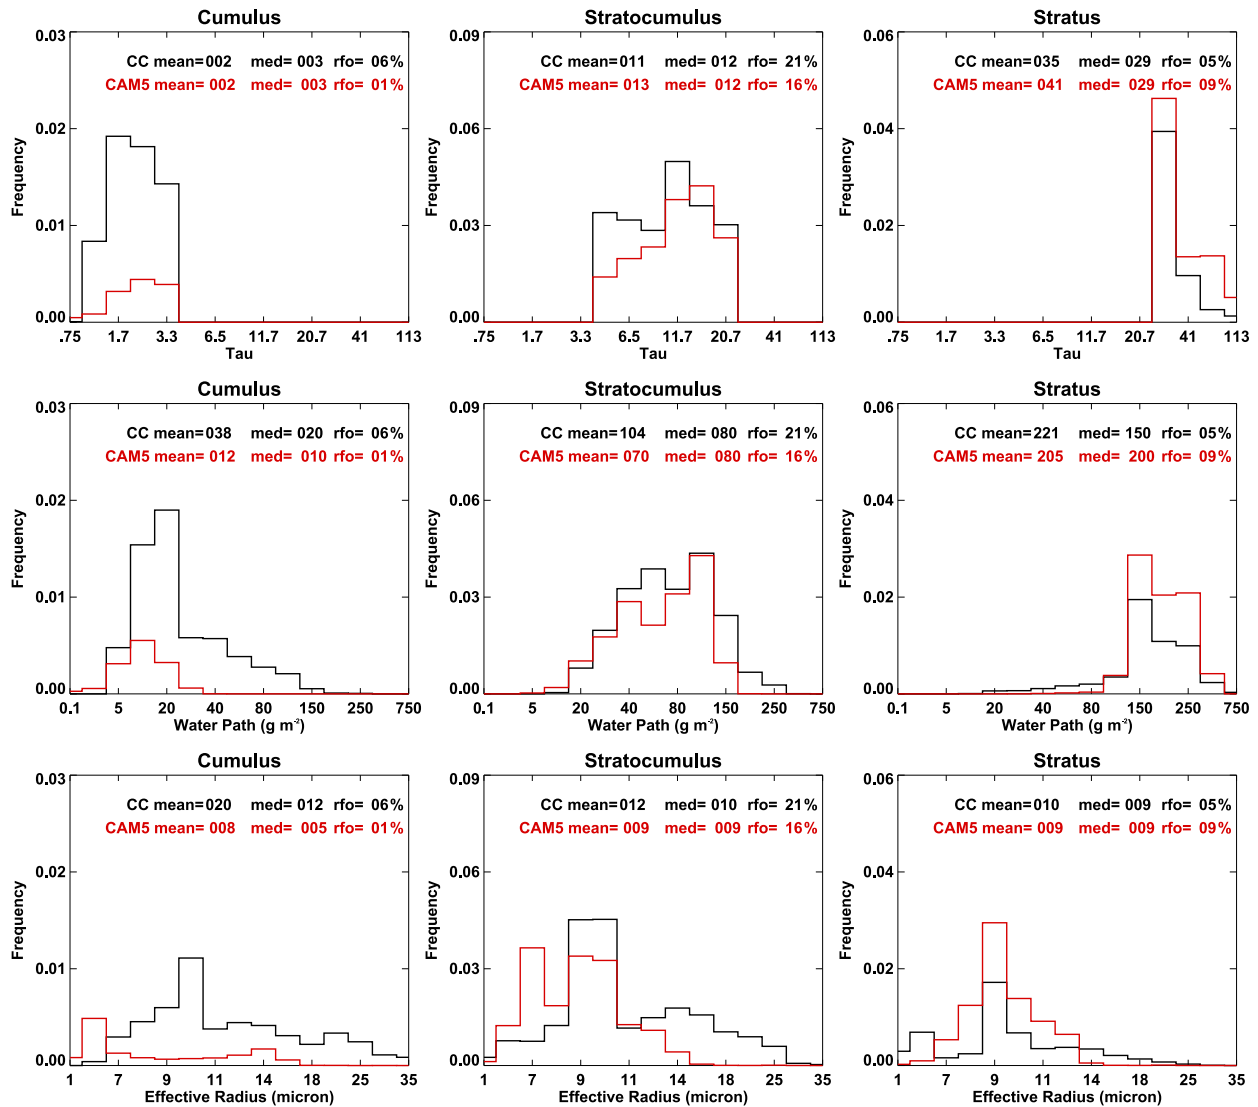 Cumulus
0.03
CC mean=002 med= 003 rfo= 06%
CAM5 mean= 002 med= 003 rfo= 01%
0.02
Frequency
0.01
0.00
.75 1.7 3.3 6.5 11.7 20.7 41 113
Tau
Stratocumulus
0.09
CC mean=011 med= 012 rfo= 21%
CAM5 mean= 013 med= 012 rfo= 16%
0.06
Frequency
0.03
0.00
.75 1.7 3.3 6.5 11.7 20.7 41 113
Tau
Stratus
0.06
CC mean=035 med= 029 rfo= 05%
CAM5 mean= 041 med= 029 rfo= 09%
0.04
Frequency
0.02
0.00
.75 1.7 3.3 6.5 11.7 20.7 41 113
Tau
Cumulus
0.03
CC mean=038 med= 020 rfo= 06%
CAM5 mean= 012 med= 010 rfo= 01%
0.02
Frequency
0.01
0.00
0.1 5 20 40 80 150 250 750
Water Path (g m⁻²)
Stratocumulus
0.09
CC mean=104 med= 080 rfo= 21%
CAM5 mean= 070 med= 080 rfo= 16%
0.06
Frequency
0.03
0.00
0.1 5 20 40 80 150 250 750
Water Path (g m⁻²)
Stratus
0.06
CC mean=221 med= 150 rfo= 05%
CAM5 mean= 205 med= 200 rfo= 09%
0.04
Frequency
0.02
0.00
0.1 5 20 40 80 150 250 750
Water Path (g m⁻²)
Cumulus
0.03
CC mean=020 med= 012 rfo= 06%
CAM5 mean= 008 med= 005 rfo= 01%
0.02
Frequency
0.01
0.00
1 7 9 11 14 18 25 35
Effective Radius (micron)
Stratocumulus
0.09
CC mean=012 med= 010 rfo= 21%
CAM5 mean= 009 med= 009 rfo= 16%
0.06
Frequency
0.03
0.00
1 7 9 11 14 18 25 35
Effective Radius (micron)
Stratus
0.06
CC mean=010 med= 009 rfo= 05%
CAM5 mean= 009 med= 009 rfo= 09%
0.04
Frequency
0.02
0.00
1 7 9 11 14 18 25 35
Effective Radius (micron)